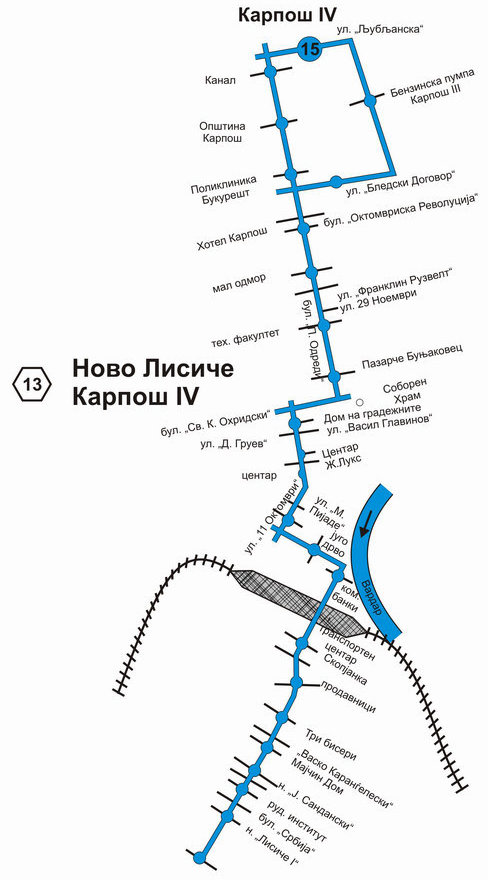 Карпош IV
ул. „Љубљанска“
15
Канал
Бензинска пумпа
Карпош III
Општина
Карпош
Поликлиника
Букурешт
ул. „Бледски Договор“
бул. „Октомвриска Револуција“
Хотел Карпош
мал одмор
ул. „Франклин Рузвелт“
ул. 29 Ноември
бул. „П. Одреди“
тех. факултет
Пазарче Буњаковец
13
Ново Лисиче
Карпош IV
Соборен
Храм
бул. „Св. К. Охридски“
Дом на градежните
ул. „Васил Главинов“
ул. „Д. Груев“
Центар
Ж.Лукс
центар
ул. „11 Октомври“
ул. „М.
Пијаде“
југо
дрво
Вардар
ком.
банки
транспортен
центар
Скопјанка
продавници
Три бисери
„Васко Каранѓелески“
Мајчин Дом
н. „Ј. Сандански“
руд. институт
бул. „Србија“
н. „Лисиче I“